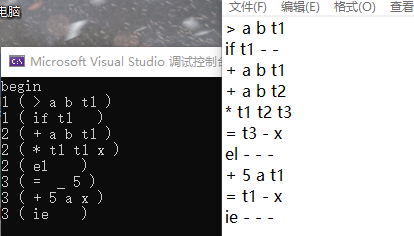 电脑
Microsoft Visual Studio 调试控制台
begin
1 ( > a b t1 )
1 ( if t1   )
2 ( + a b t1 )
2 ( * t1 t1 x )
2 ( el    )
3 ( =  _ 5 )
3 ( + 5 a x )
3 ( ie    )
文件(F) 编辑(E) 格式(O) 查看
> a b t1
if t1 - -
+ a b t1
+ a b t2
* t1 t2 t3
= t3 - x
el - - -
+ 5 a t1
= t1 - x
ie - - -